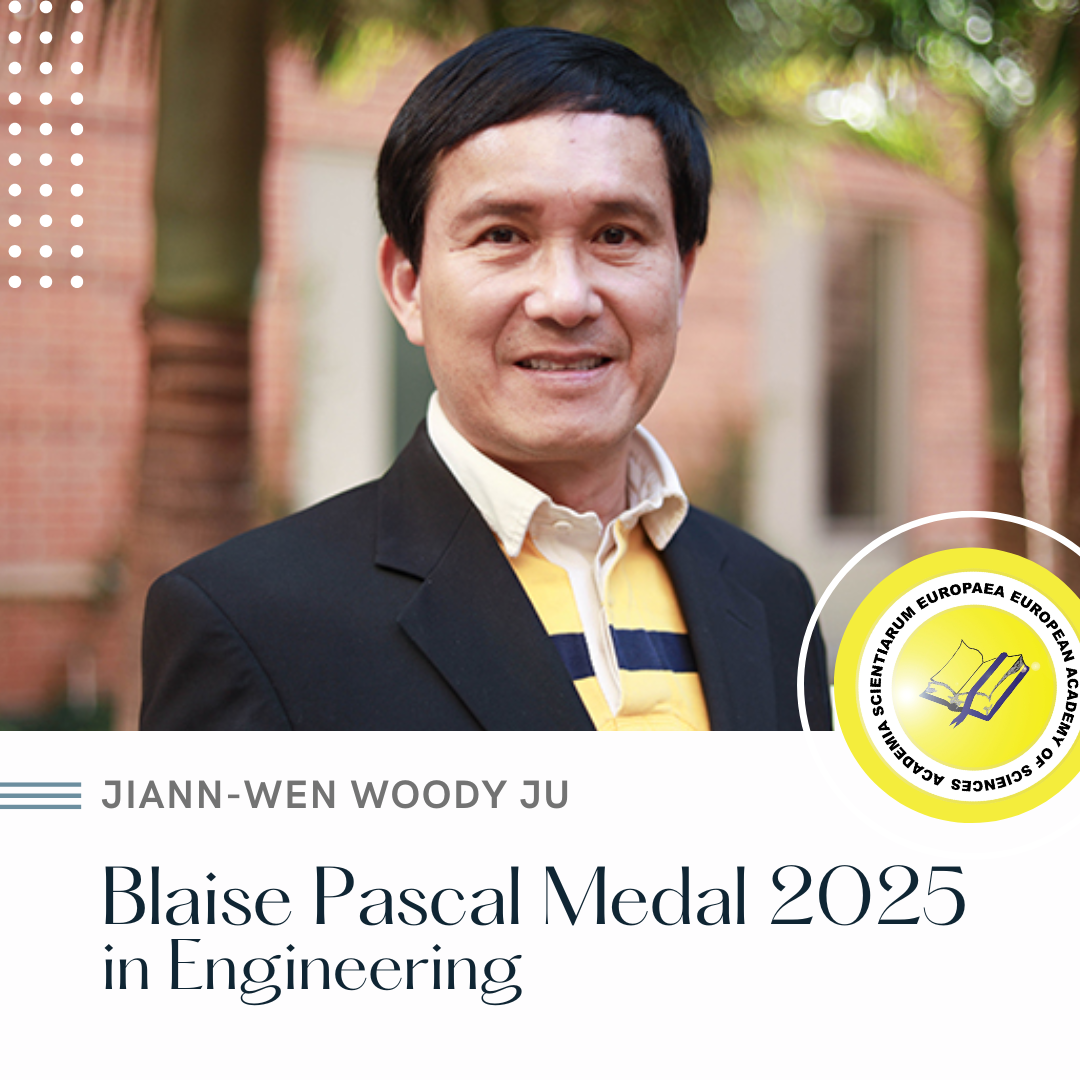 ACADEMIA SCIENTIARUM EUROPAEA EUROPEAN ACADEMY OF SCIENCES
JIANN-WEN WOODY JU
Blaise Pascal Medal 2025
in Engineering